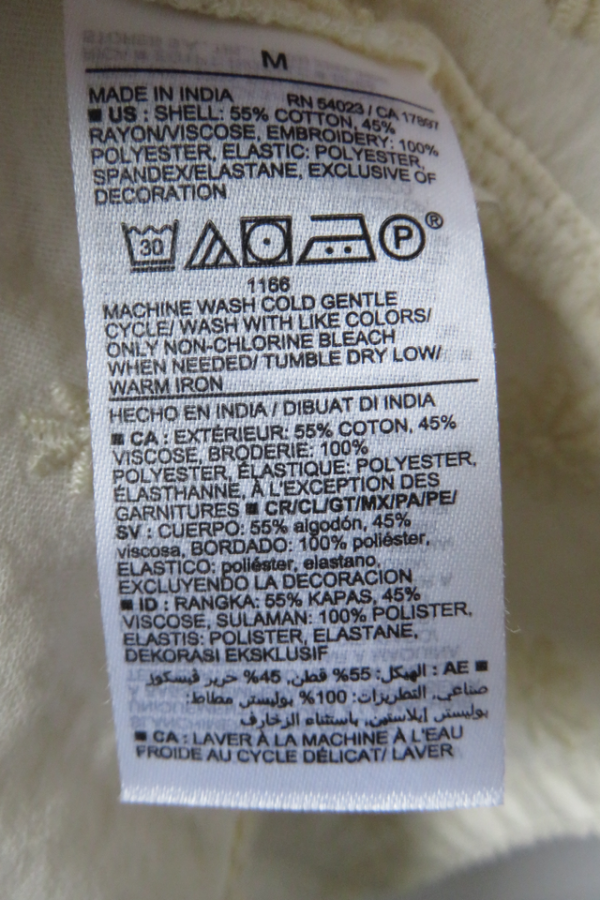 M
MADE IN INDIA RN 54023 / CA 17897
■ US : SHELL: 55% COTTON, 45%
RAYON/VISCOSE, EMBROIDERY: 100%
POLYESTER, ELASTIC: POLYESTER,
SPANDEX/ELASTANE, EXCLUSIVE OF
DECORATION
30 P ®
1166
MACHINE WASH COLD GENTLE
CYCLE/ WASH WITH LIKE COLORS/
ONLY NON-CHLORINE BLEACH
WHEN NEEDED/ TUMBLE DRY LOW/
WARM IRON
HECHO EN INDIA / DIBUAT DI INDIA
■ CA : EXTÉRIEUR: 55% COTON, 45%
VISCOSE, BRODERIE: 100%
POLYESTER, ÉLASTIQUE: POLYESTER,
ÉLASTHANNE, À L'EXCEPTION DES
GARNITURES ■ CR/CL/GT/MX/PA/PE/
SV : CUERPO: 55% algodón, 45%
viscosa, BORDADO: 100% poliéster,
ELASTICO: poliéster, elastano,
EXCLUYENDO LA DECORACION
■ ID : RANGKA: 55% KAPAS, 45%
VISCOSE, SULAMAN: 100% POLISTER,
ELASTIS: POLISTER, ELASTANE,
DEKORASI EKSKLUSIF
■ AE : الهيكل: 55% قطن, 45% حرير فيسكوز
صناعي, التطريزات: 100% بوليستر مطاط:
بوليستر إيلاستين, باستثناء الزخارف
■ CA : LAVER À LA MACHINE À L'EAU
FROIDE AU CYCLE DÉLICAT/ LAVER